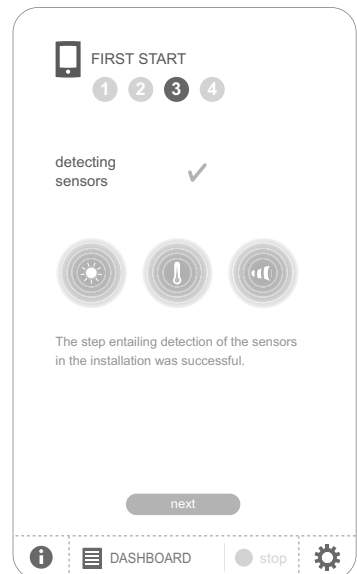 FIRST START
1 2 3 4
detecting
sensors
The step entailing detection of the sensors
in the installation was successful.
next
i DASHBOARD stop